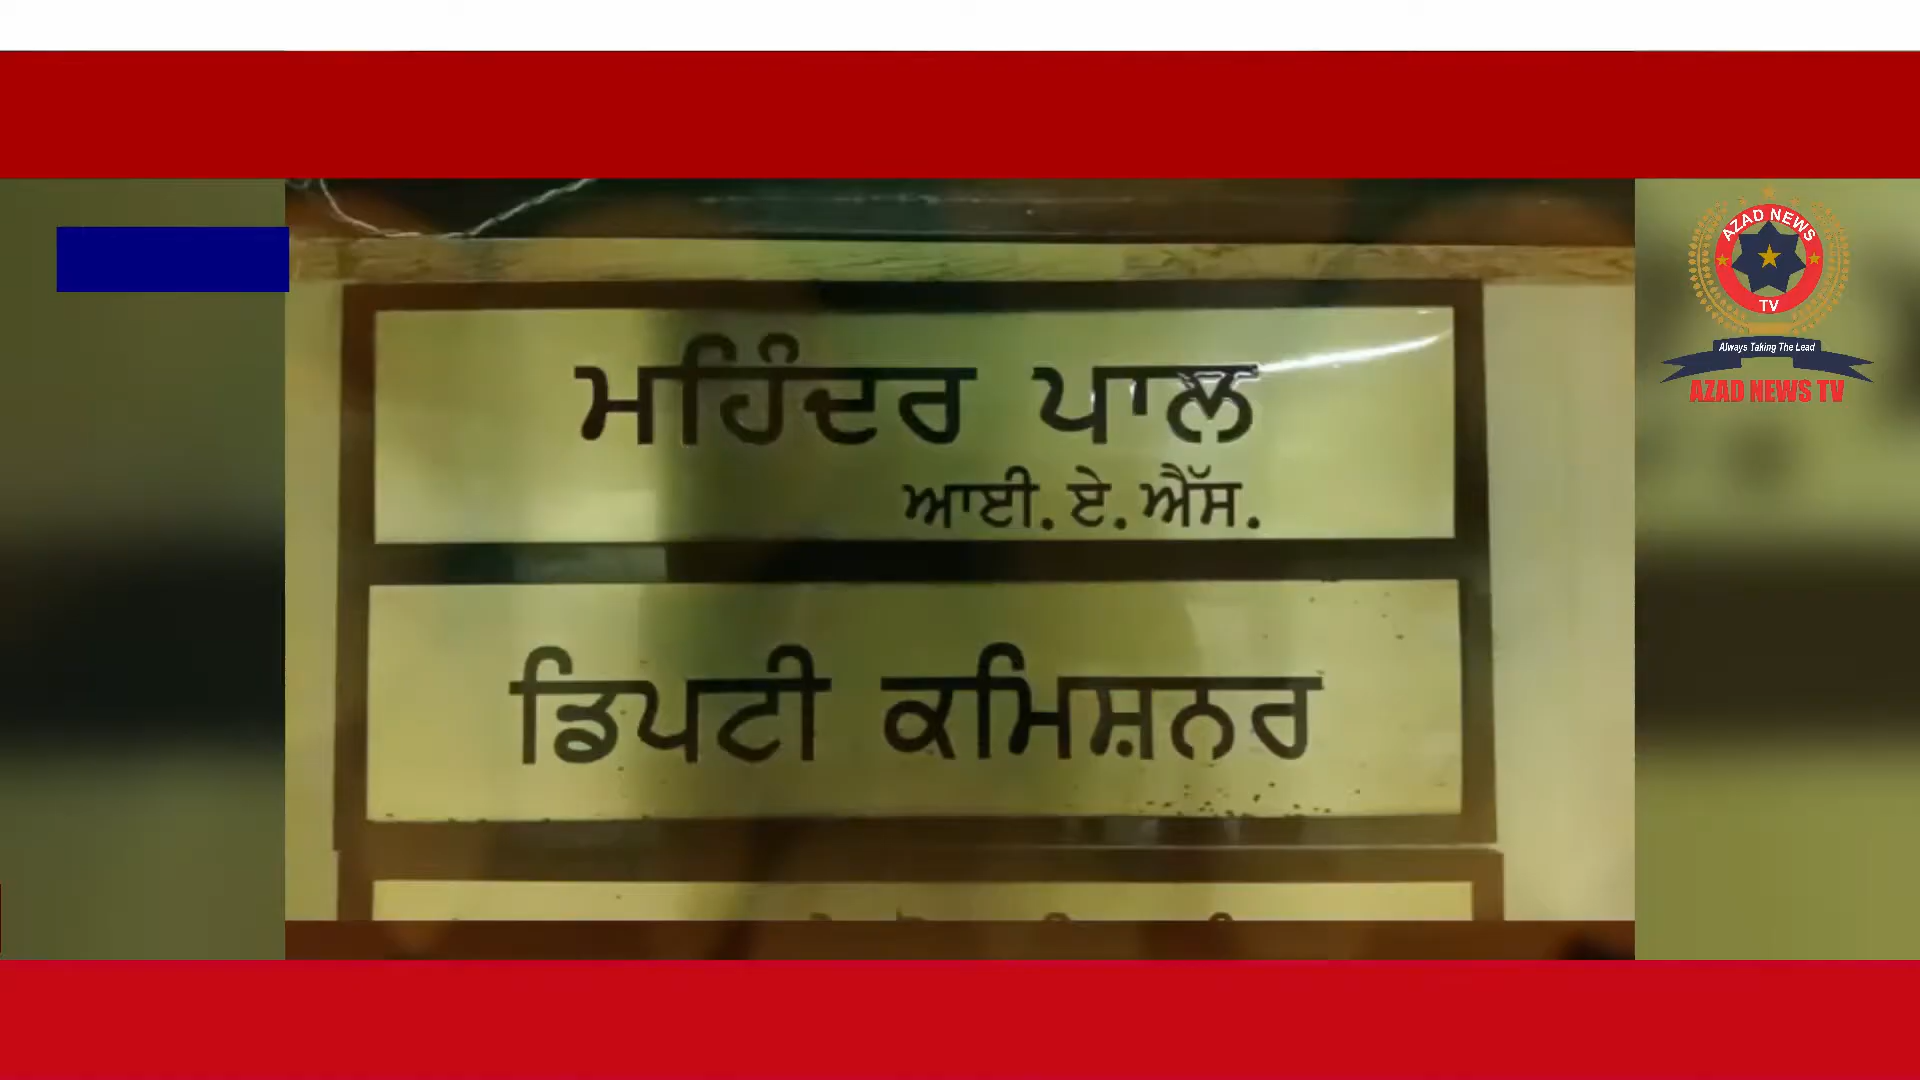 ਮਹਿੰਦਰ ਪਾਲ
ਆਈ.ਏ.ਐੱਸ.
ਡਿਪਟੀ ਕਮਿਸ਼ਨਰ
AZAD NEWS
TV
Always Taking The Lead
AZAD NEWS TV